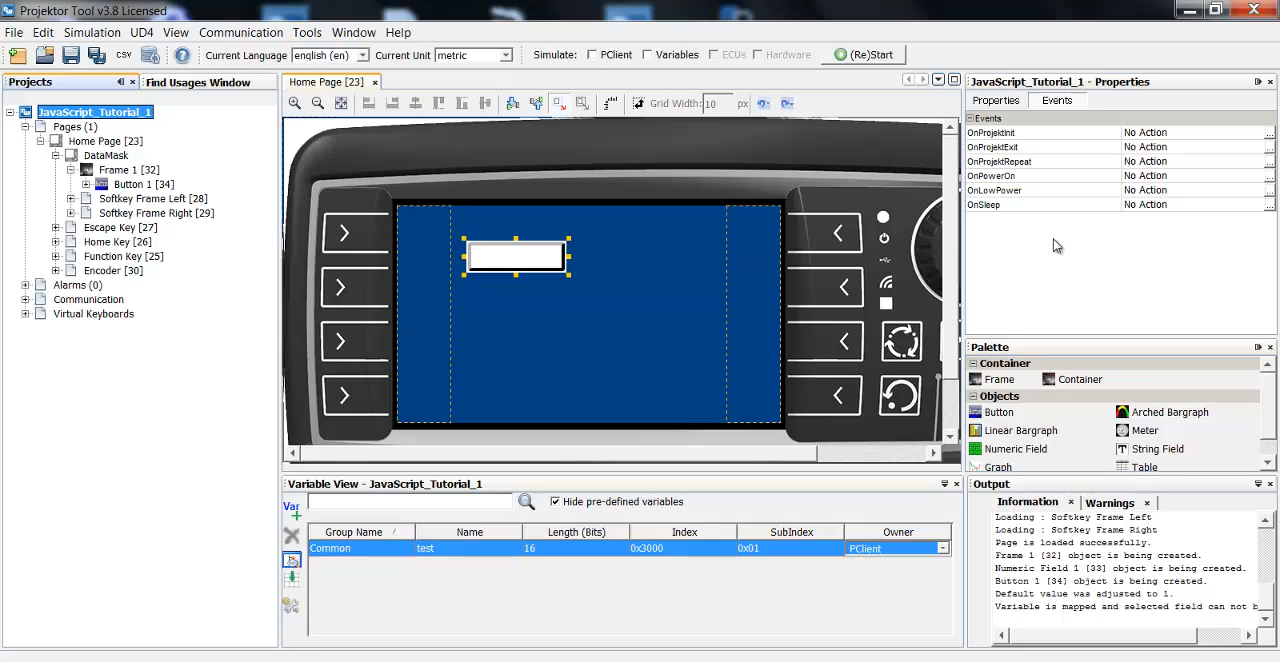 Projektor Tool v3.8 Licensed
File Edit Simulation UD4 View Communication Tools Window Help
CSV Current Language english (en) Current Unit metric Simulate: PClient Variables ECUs Hardware (Re)Start
Projects Find Usages Window
JavaScript_Tutorial_1
Pages (1)
Home Page [23]
DataMask
Frame 1 [32]
Button 1 [34]
Softkey Frame Left [28]
Softkey Frame Right [29]
Escape Key [27]
Home Key [26]
Function Key [25]
Encoder [30]
Alarms (0)
Communication
Virtual Keyboards
Home Page [23]
Grid Width: 10 px
JavaScript_Tutorial_1 - Properties
Properties Events
Events
OnProjektInit No Action ...
OnProjektExit No Action ...
OnProjektRepeat No Action ...
OnPowerOn No Action ...
OnLowPower No Action ...
OnSleep No Action ...
Palette
Container
Frame Container
Objects
Button Arched Bargraph
Linear Bargraph Meter
Numeric Field String Field
Graph Table
Variable View - JavaScript_Tutorial_1
Var Hide pre-defined variables
Group Name Name Length (Bits) Index SubIndex Owner
Common test 16 0x3000 0x01 PClient
Output
Information Warnings
Loading : Softkey Frame Left
Loading : Softkey Frame Right
Page is loaded successfully.
Frame 1 [32] object is being created.
Numeric Field 1 [33] object is being created.
Button 1 [34] object is being created.
Default value was adjusted to 1.
Variable is mapped and selected field can not b